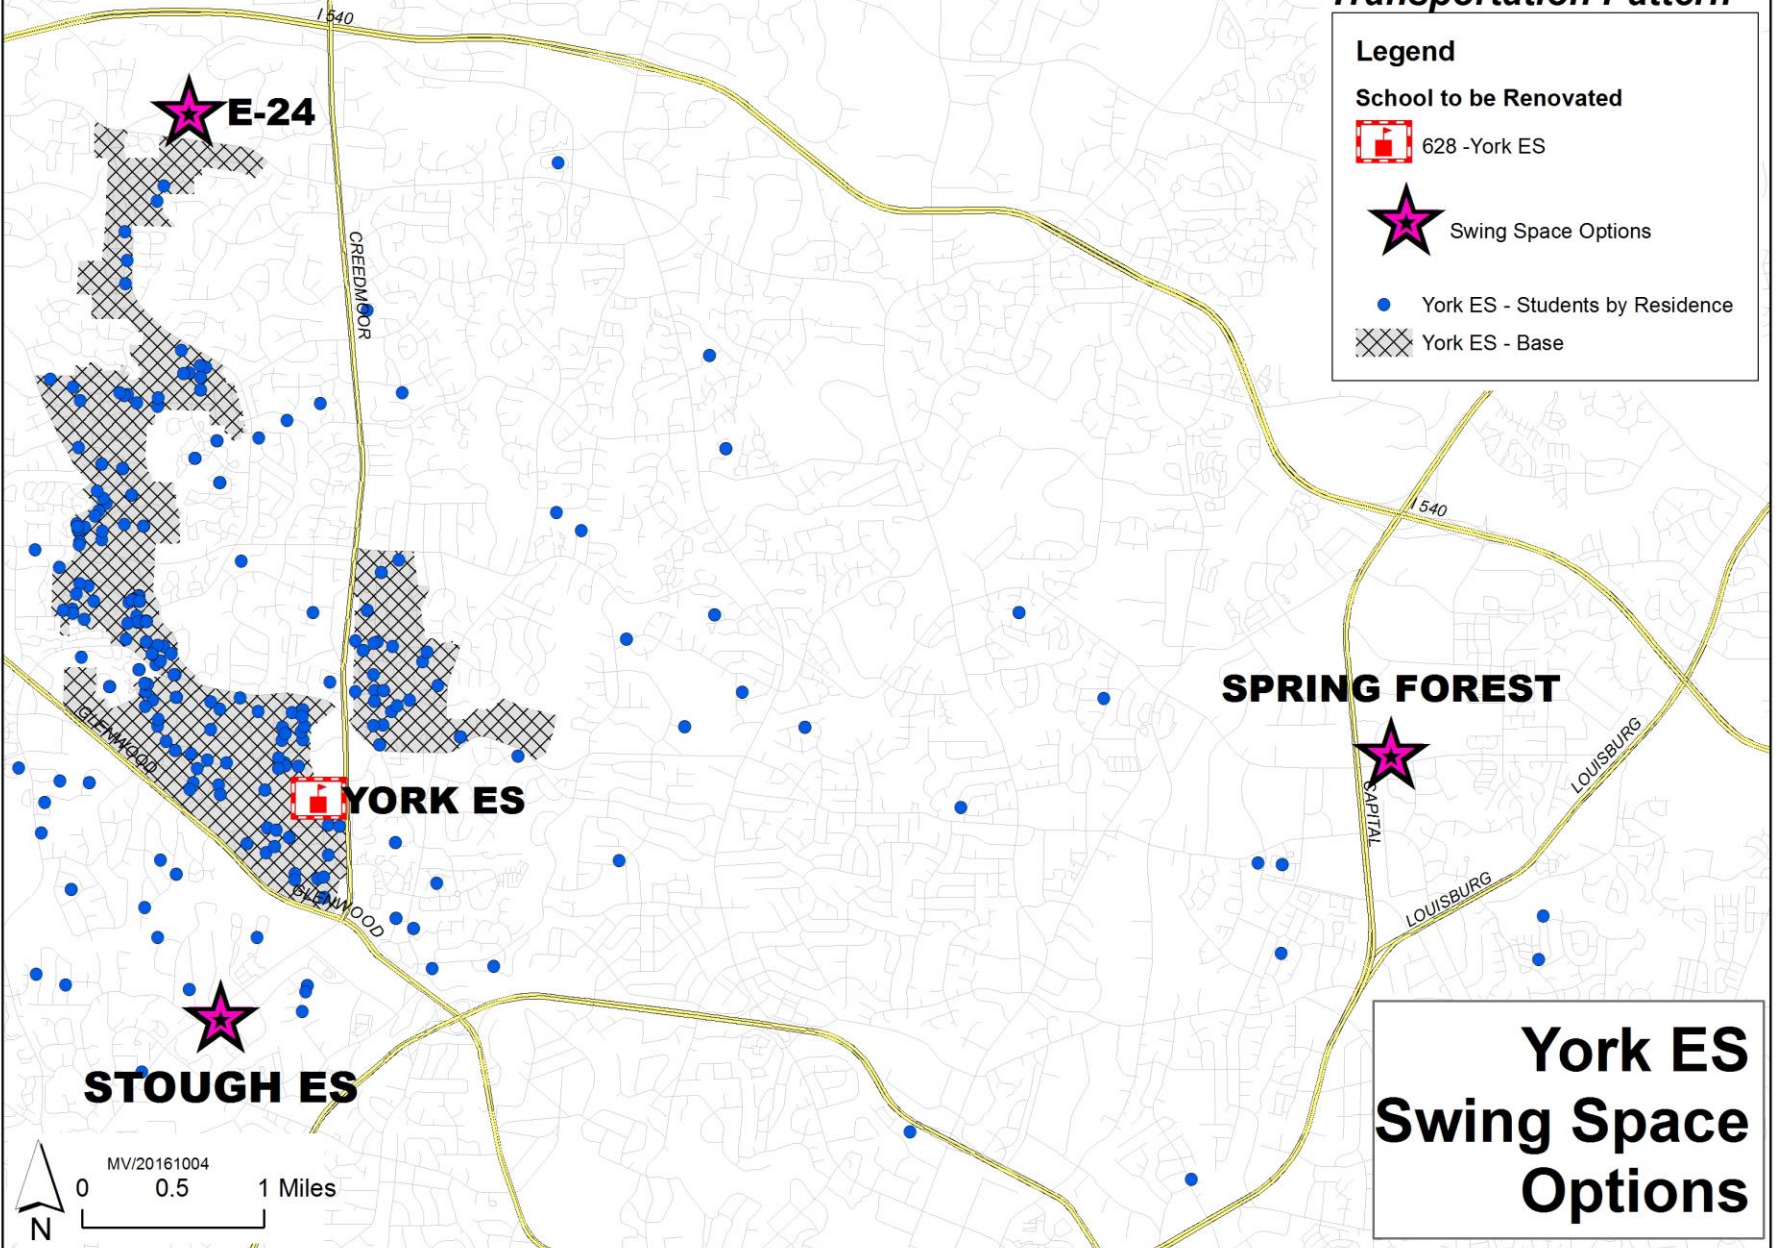 Transportation Pattern
Legend
School to be Renovated
628 -York ES
Swing Space Options
York ES - Students by Residence
York ES - Base
I 540
E-24
CREEDMOOR
I 540
SPRING FOREST
GLENWOOD
LOUISBURG
YORK ES
CAPITAL
LOUISBURG
GLENWOOD
STOUGH ES
York ES
Swing Space
Options
MV/20161004
0 0.5 1 Miles
N